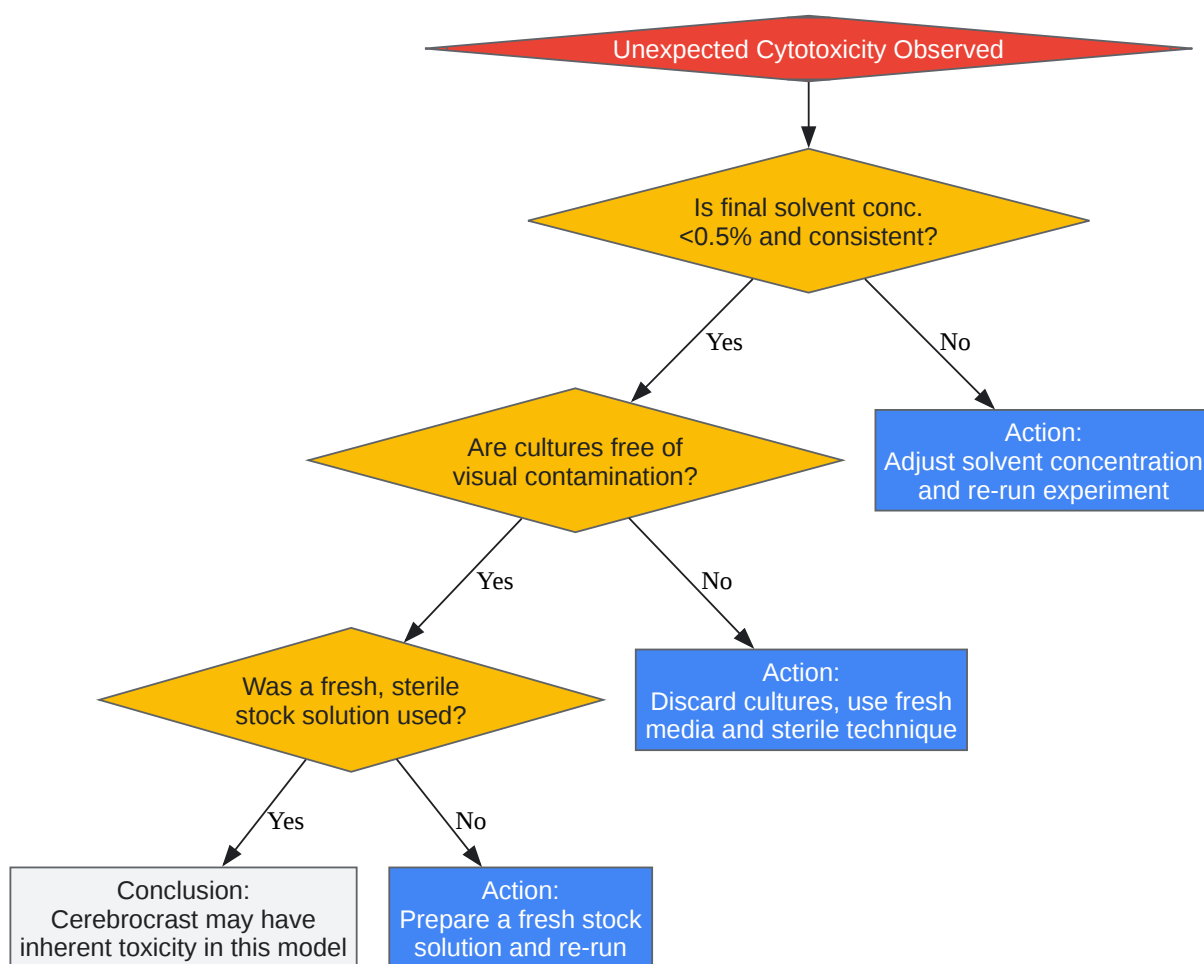 Unexpected Cytotoxicity Observed
Is final solvent conc.
<0.5% and consistent?
Yes
No
Are cultures free of
visual contamination?
Action:
Adjust solvent concentration
and re-run experiment
Yes
No
Was a fresh, sterile
stock solution used?
Action:
Discard cultures, use fresh
media and sterile technique
Yes
No
Conclusion:
Cerebrocrast may have
inherent toxicity in this model
Action:
Prepare a fresh stock
solution and re-run